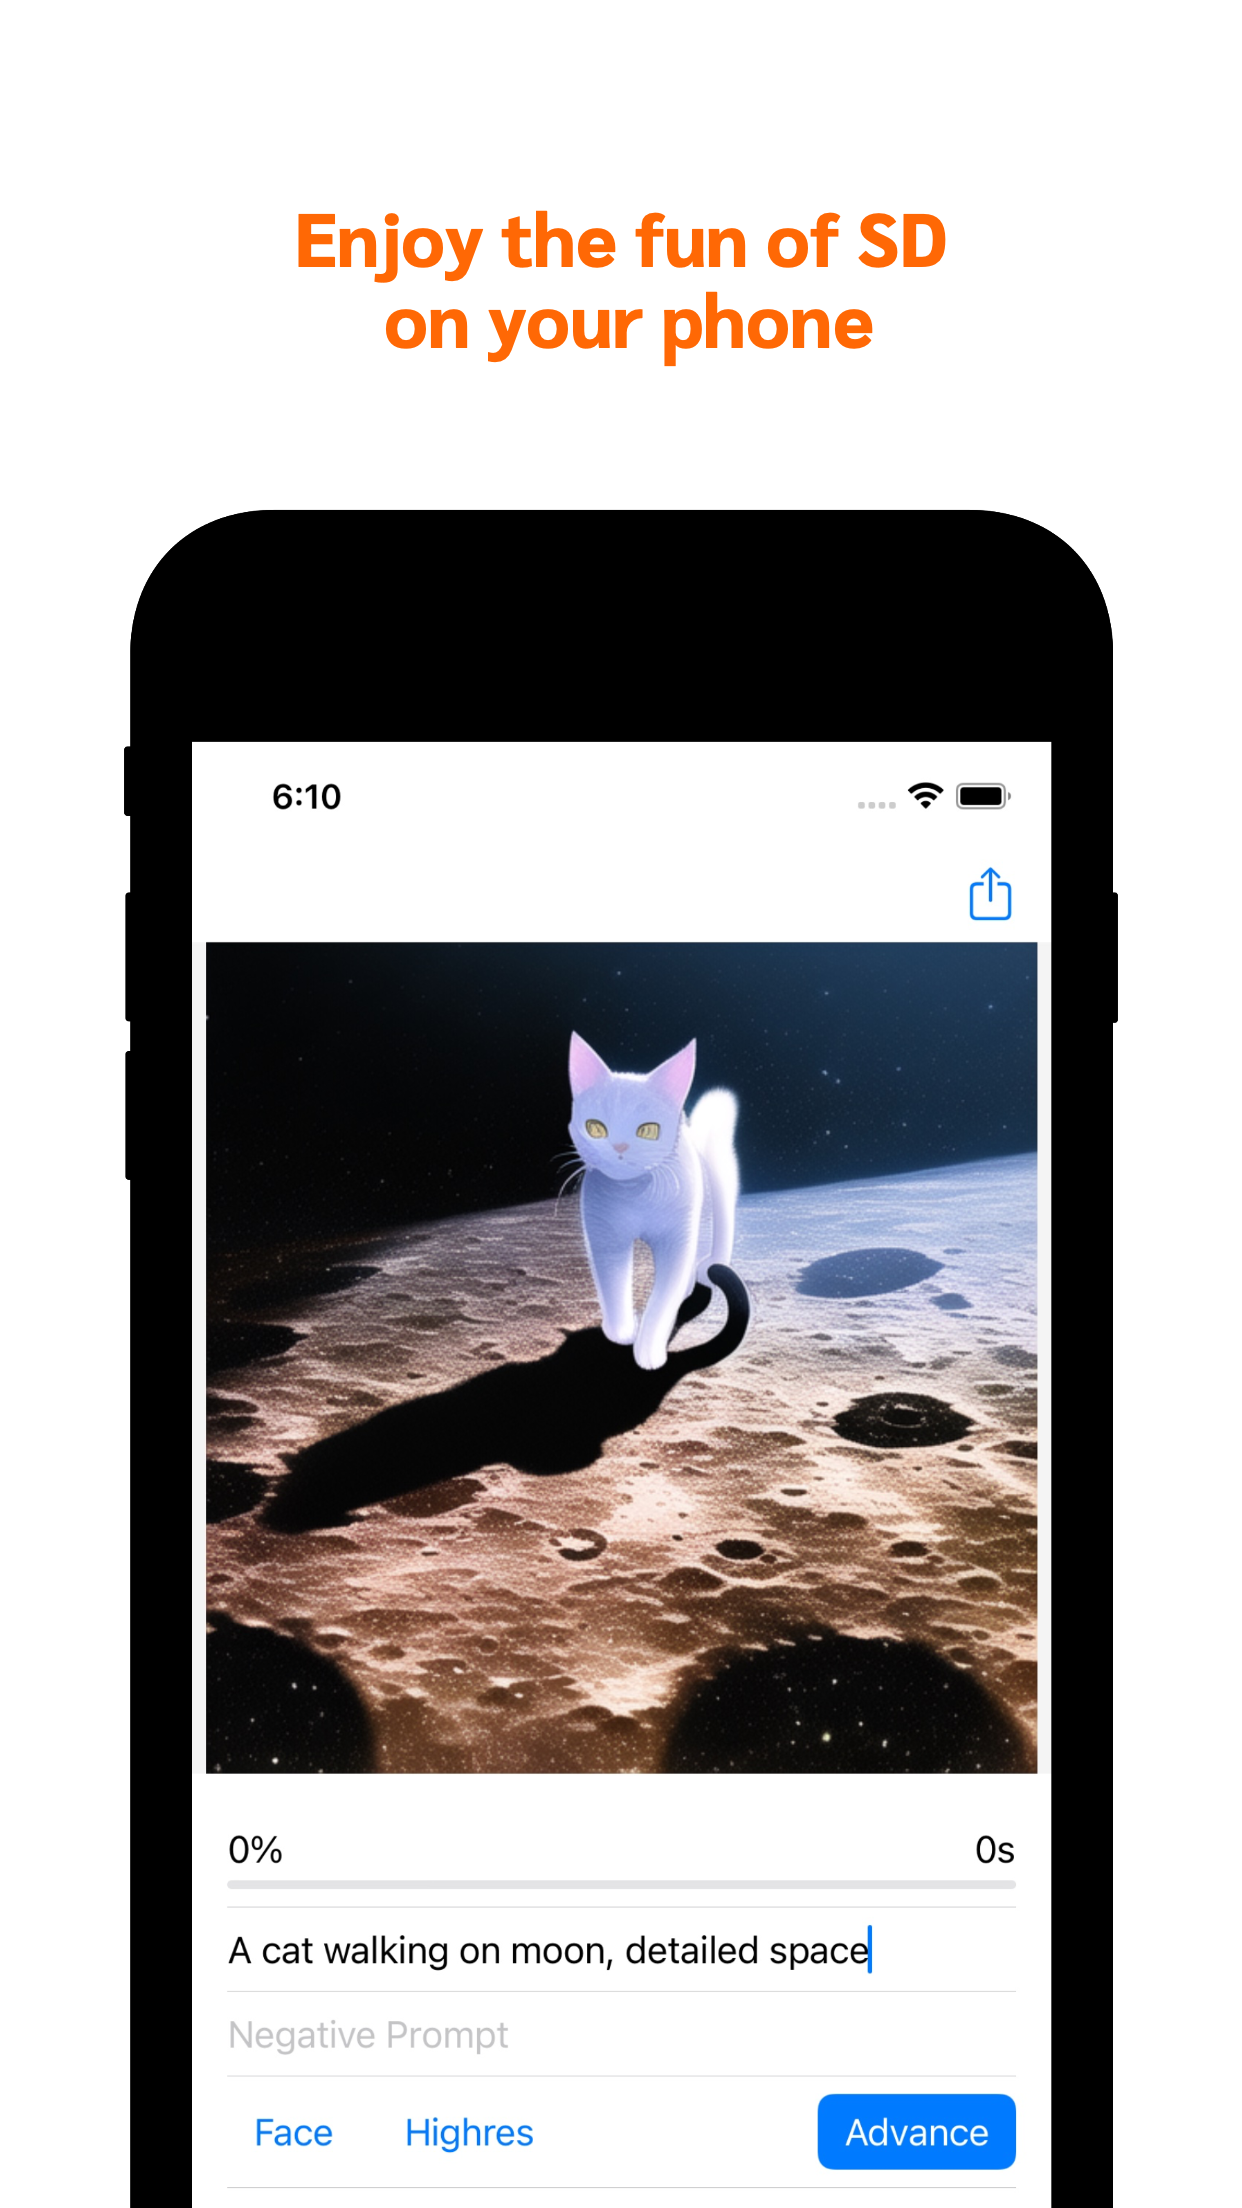 Enjoy the fun of SD
on your phone
6:10
0%
0s
A cat walking on moon, detailed space
Negative Prompt
Face
Highres
Advance